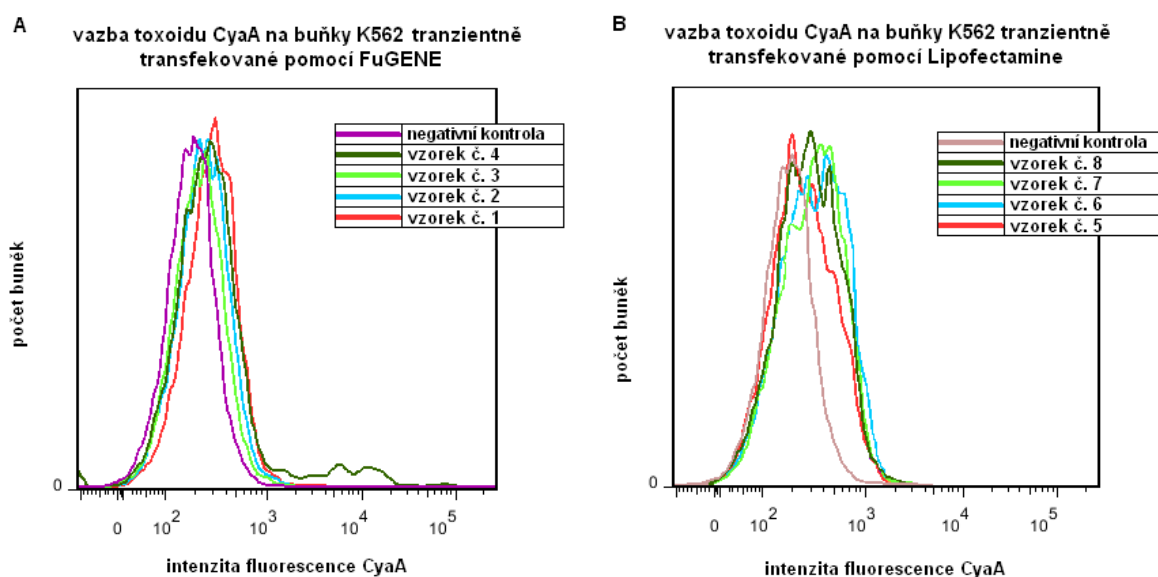 A
vazba toxoidu CyaA na buňky K562 tranzientně
transfekované pomocí FuGENE
negativní kontrola
vzorek č. 4
vzorek č. 3
vzorek č. 2
vzorek č. 1
počet buněk
0
0 10² 10³ 10⁴ 10⁵
intenzita fluorescence CyaA
B
vazba toxoidu CyaA na buňky K562 tranzientně
transfekované pomocí Lipofectamine
negativní kontrola
vzorek č. 8
vzorek č. 7
vzorek č. 6
vzorek č. 5
počet buněk
0
0 10² 10³ 10⁴ 10⁵
intenzita fluorescence CyaA